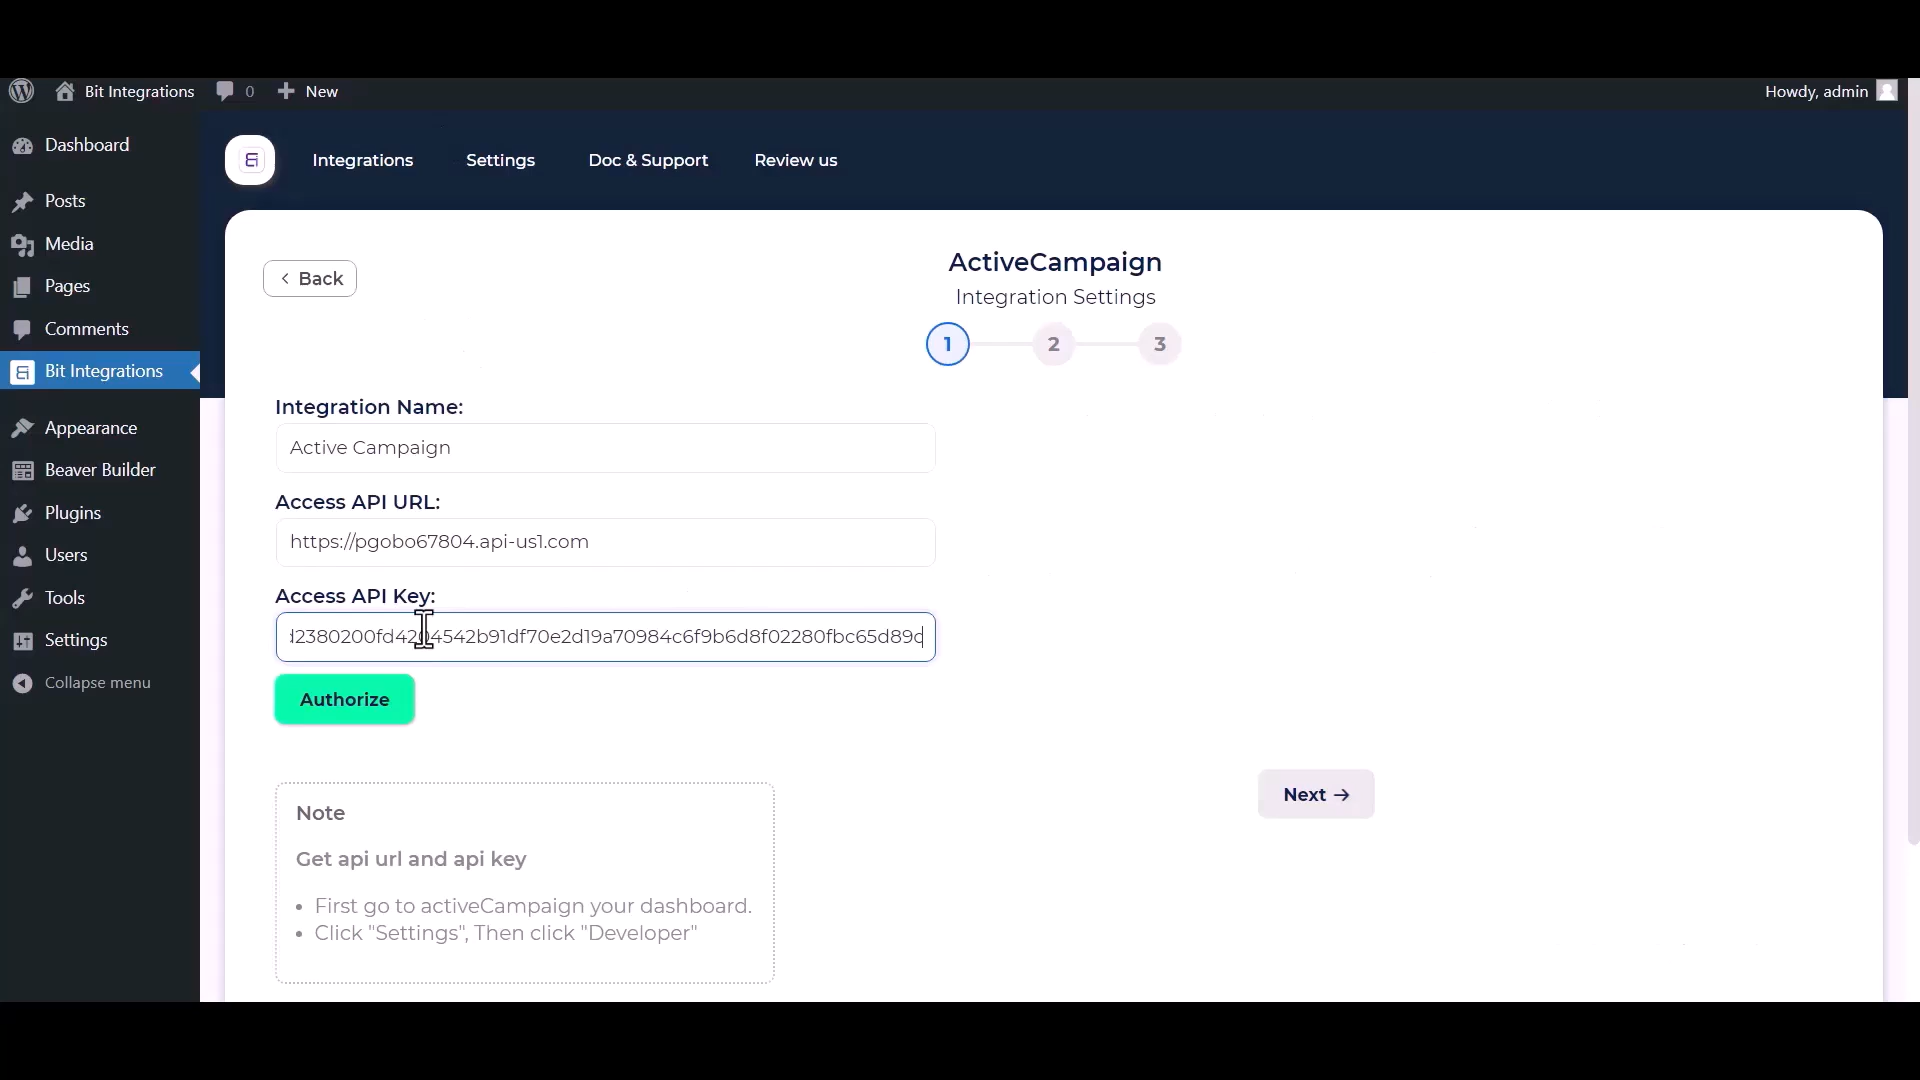 Bit Integrations 0 New Howdy, admin
Dashboard
Posts
Media
Pages
Comments
Bit Integrations
Appearance
Beaver Builder
Plugins
Users
Tools
Settings
Collapse menu
Integrations Settings Doc & Support Review us
Back
ActiveCampaign
Integration Settings
1 2 3
Integration Name:
Active Campaign
Access API URL:
https://pgobo67804.api-us1.com
Access API Key:
Authorize
Next →
Note
Get api url and api key
• First go to activeCampaign your dashboard.
• Click "Settings", Then click "Developer"